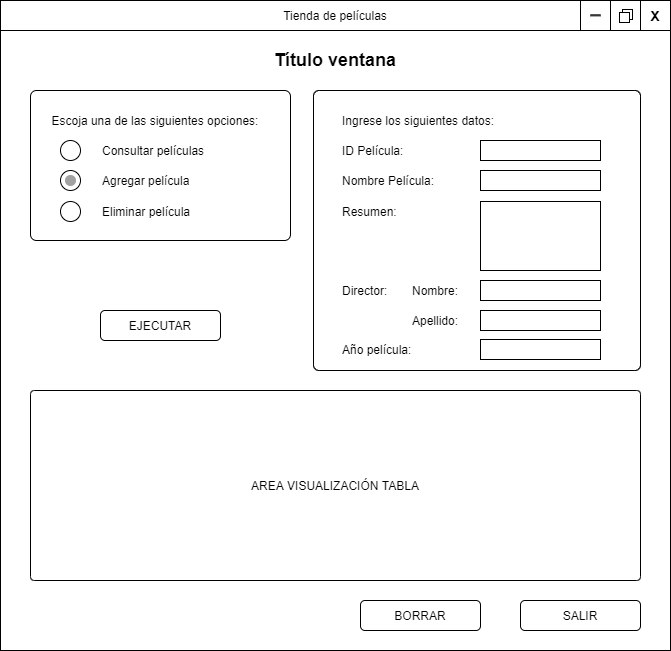 Tienda de películas
X
Título ventana
Escoja una de las siguientes opciones:
Consultar películas
Agregar película
Eliminar película
EJECUTAR
Ingrese los siguientes datos:
ID Película:
Nombre Película:
Resumen:
Director: Nombre:
Apellido:
Año película:
AREA VISUALIZACIÓN TABLA
BORRAR
SALIR